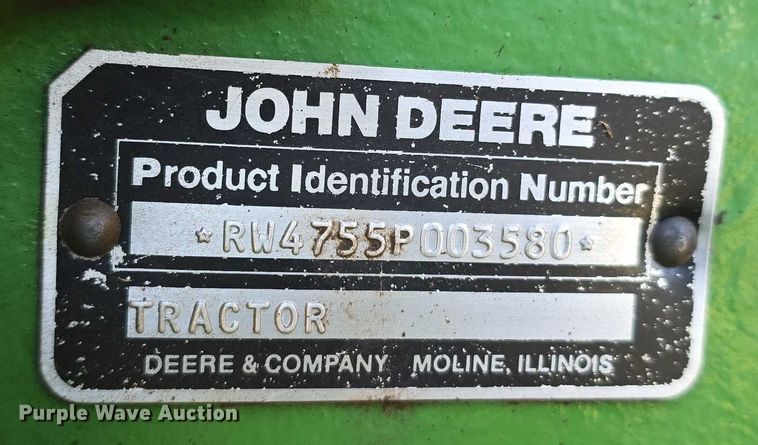 JOHN DEERE
Product Identification Number
*RW4755P003580*
TRACTOR
DEERE & COMPANY MOLINE, ILLINOIS
Purple Wave Auction